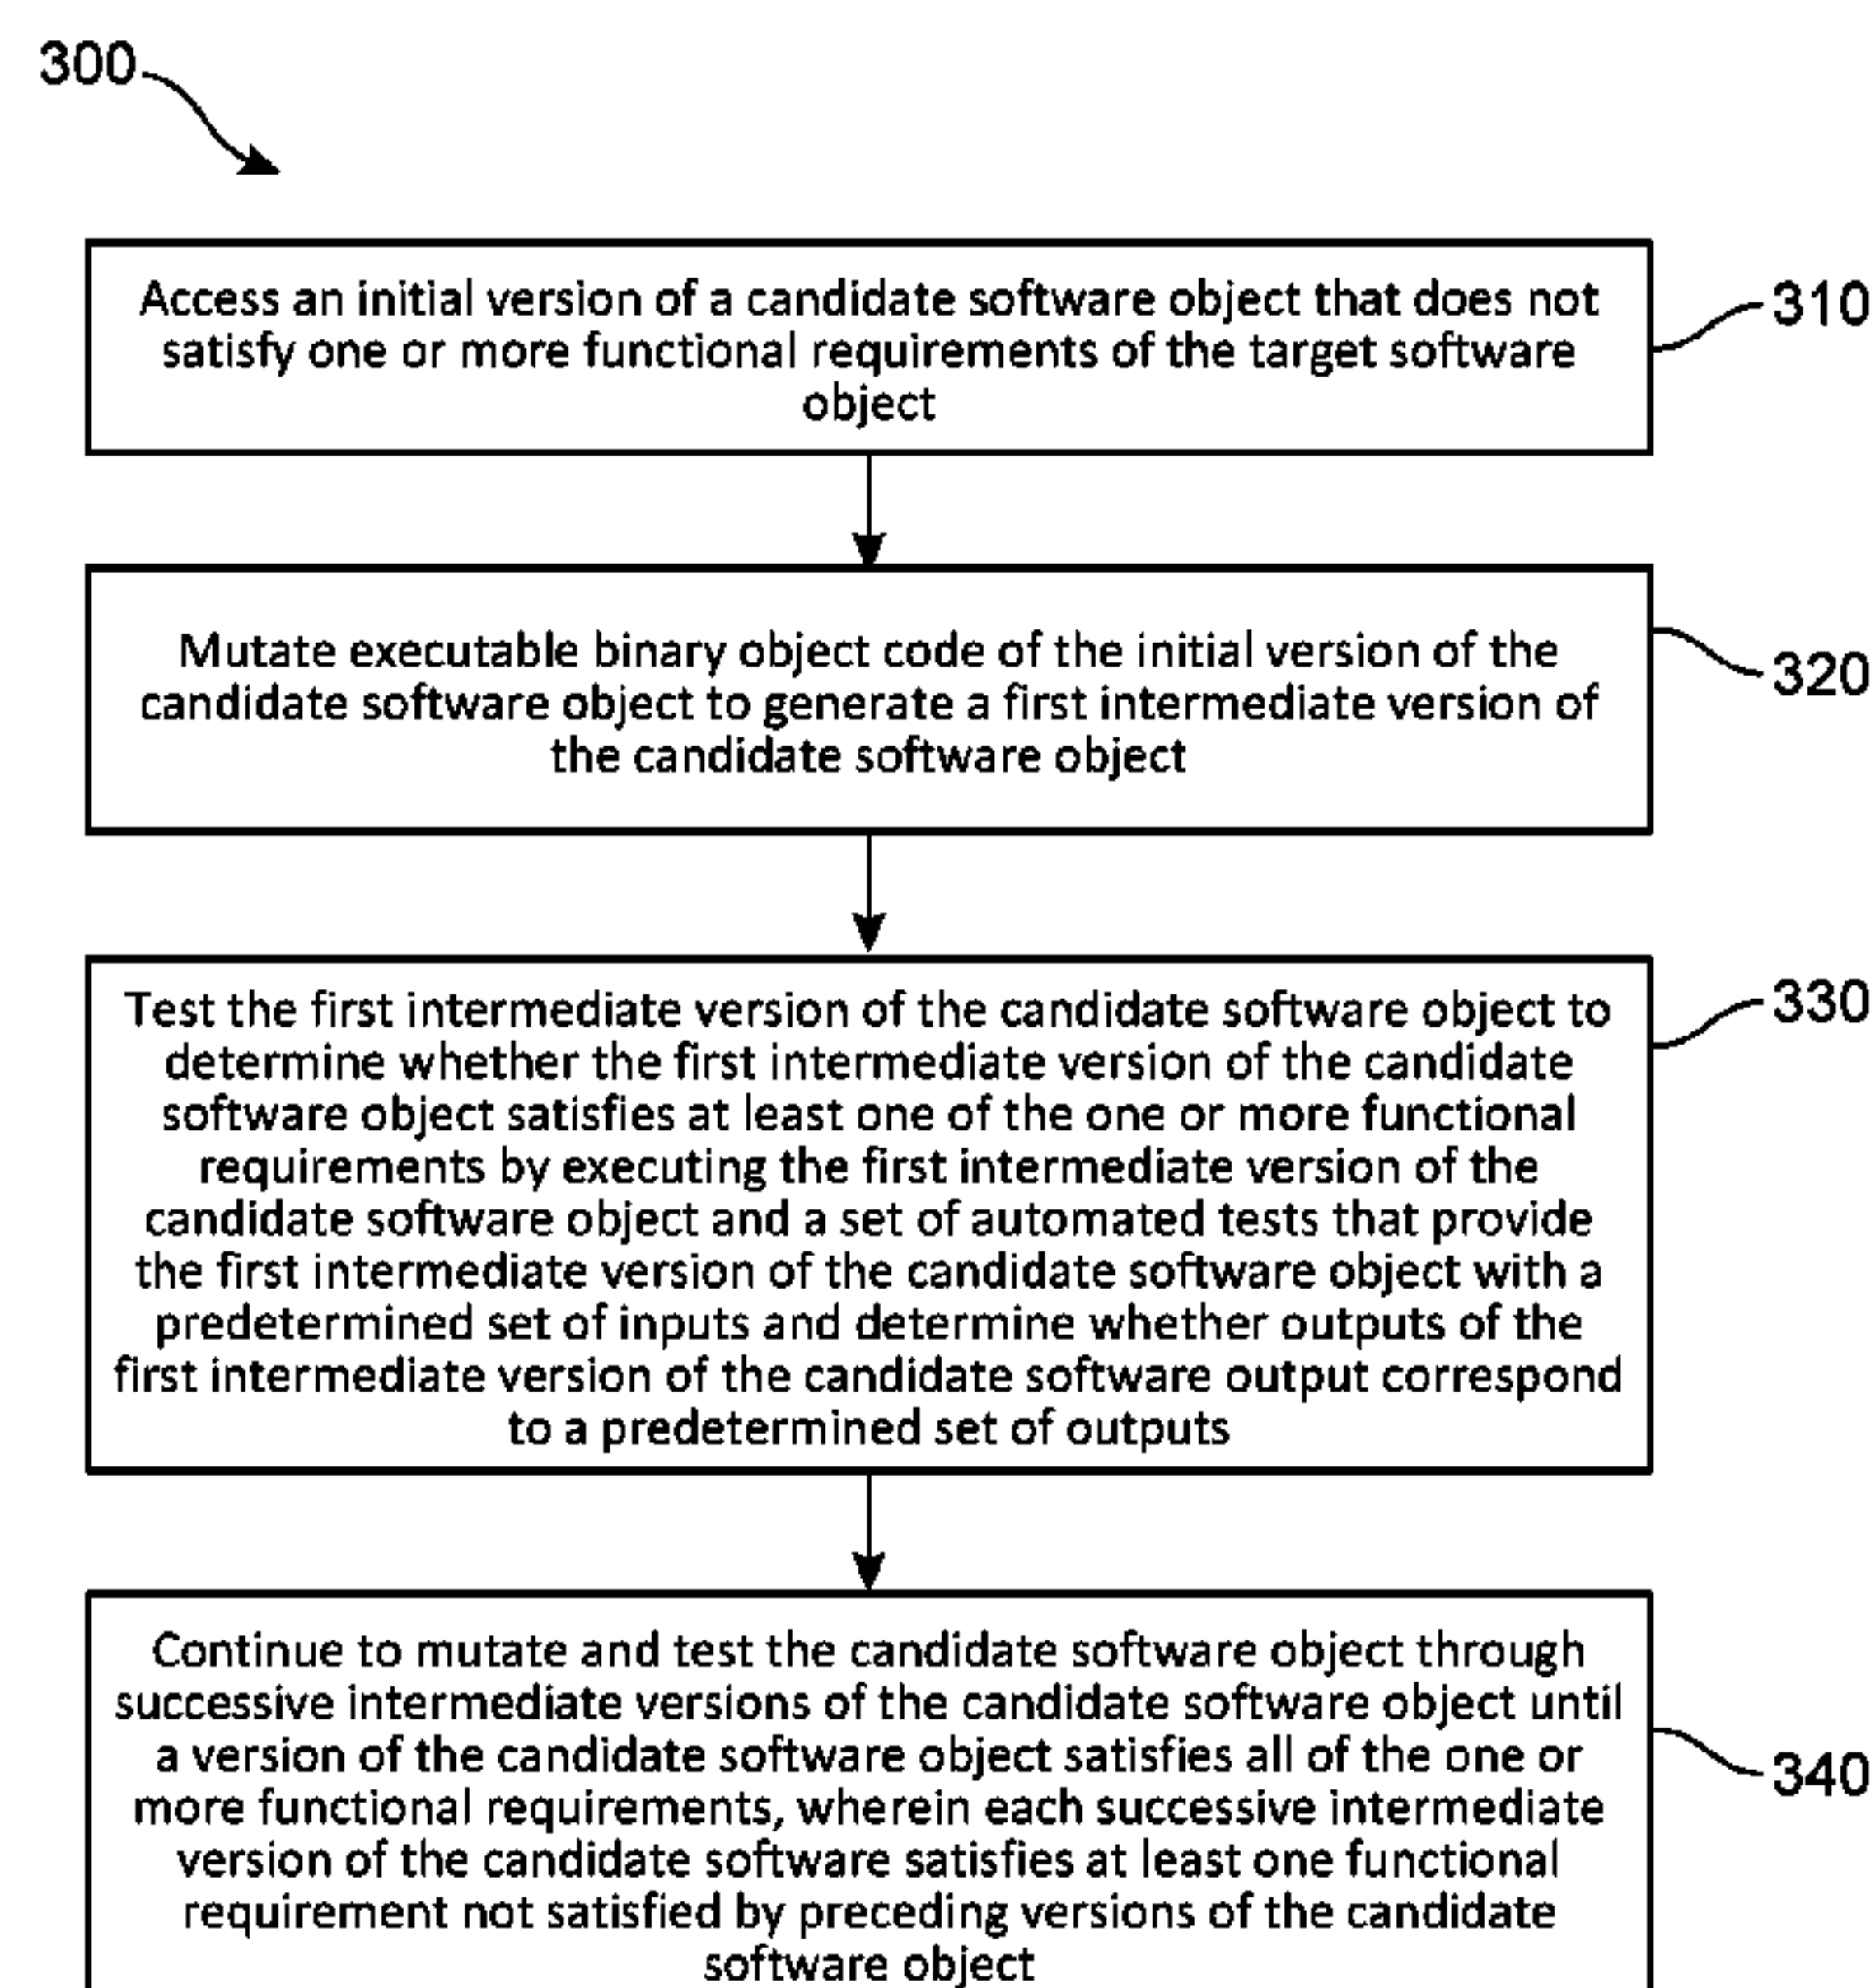 300
Access an initial version of a candidate software object that does not
satisfy one or more functional requirements of the target software
object
310
Mutate executable binary object code of the initial version of the
candidate software object to generate a first intermediate version of
the candidate software object
320
Test the first intermediate version of the candidate software object to
determine whether the first intermediate version of the candidate
software object satisfies at least one of the one or more functional
requirements by executing the first intermediate version of the
candidate software object and a set of automated tests that provide
the first intermediate version of the candidate software object with a
predetermined set of inputs and determine whether outputs of the
first intermediate version of the candidate software output correspond
to a predetermined set of outputs
330
Continue to mutate and test the candidate software object through
successive intermediate versions of the candidate software object until
a version of the candidate software object satisfies all of the one or
more functional requirements, wherein each successive intermediate
version of the candidate software satisfies at least one functional
requirement not satisfied by preceding versions of the candidate
software object
340